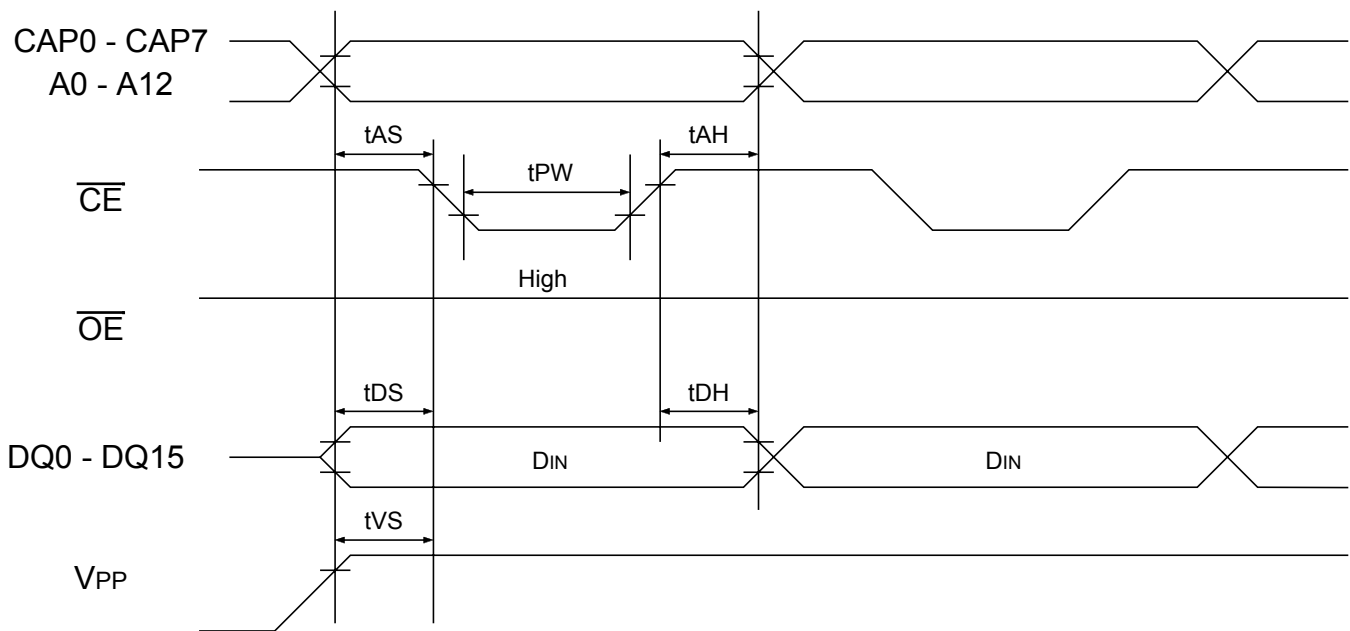 CAP0 - CAP7
A0 - A12
tAS
tAH
tPW
CE
High
OE
tDS
tDH
DQ0 - DQ15
DIN
DIN
tVS
VPP